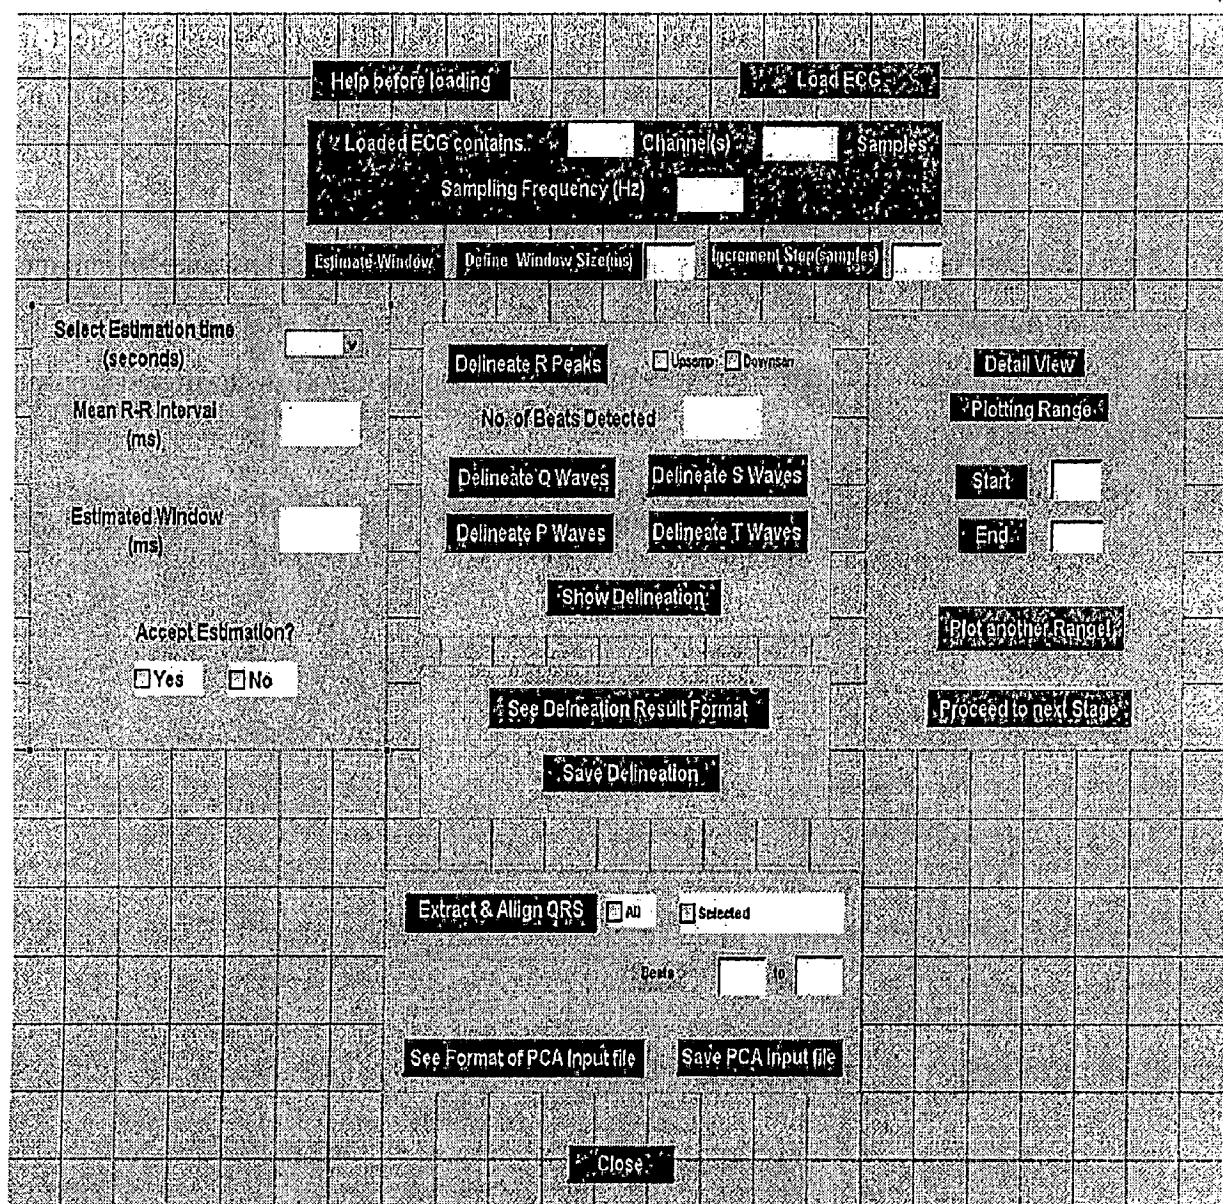 Help before loading
Load ECG
Loaded ECG contains.. Channel(s) Samples
Sampling Frequency (Hz)
Estimate Window Define Window Size(ms) Increment Step(samples)
Select Estimation time
(seconds)
Mean R-R Interval
(ms)
Estimated Window
(ms)
Accept Estimation?
Yes No
Delineate R Peaks Upsamp Downsam
No. of Beats Detected
Delineate Q Waves Delineate S Waves
Delineate P Waves Delineate T Waves
Show Delineation
See Delineation Result Format
Save Delineation
Detail View
Plotting Range
Start
End
Plot another Range!
Proceed to next Stage
Extract & Allign QRS All Selected
Beats to
See Format of PCA Input file Save PCA Input file
Close